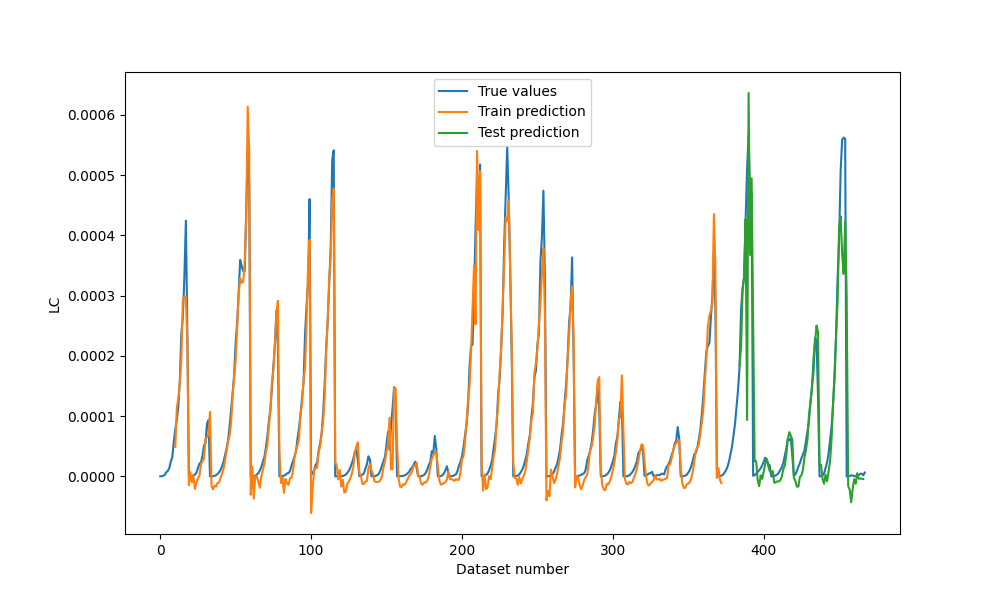 True values
Train prediction
Test prediction
0.0006
0.0005
0.0004
0.0003
0.0002
0.0001
0.0000
LC
0 100 200 300 400
Dataset number